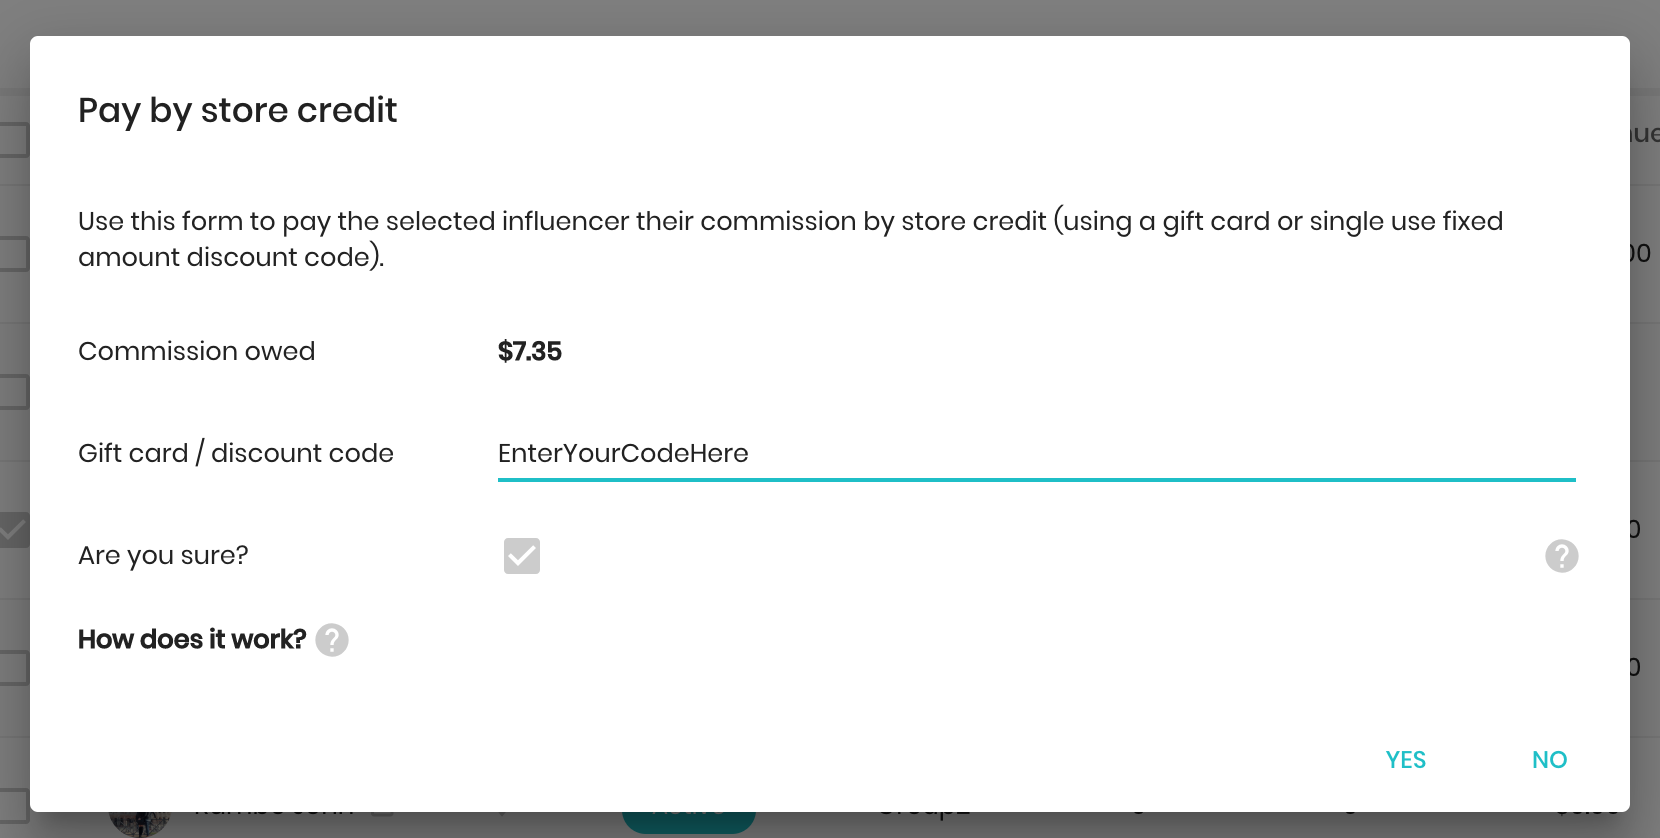 Pay by store credit
Use this form to pay the selected influencer their commission by store credit (using a gift card or single use fixed
amount discount code).
Commission owed $7.35
Gift card / discount code EnterYourCodeHere
Are you sure?
How does it work?
YES NO